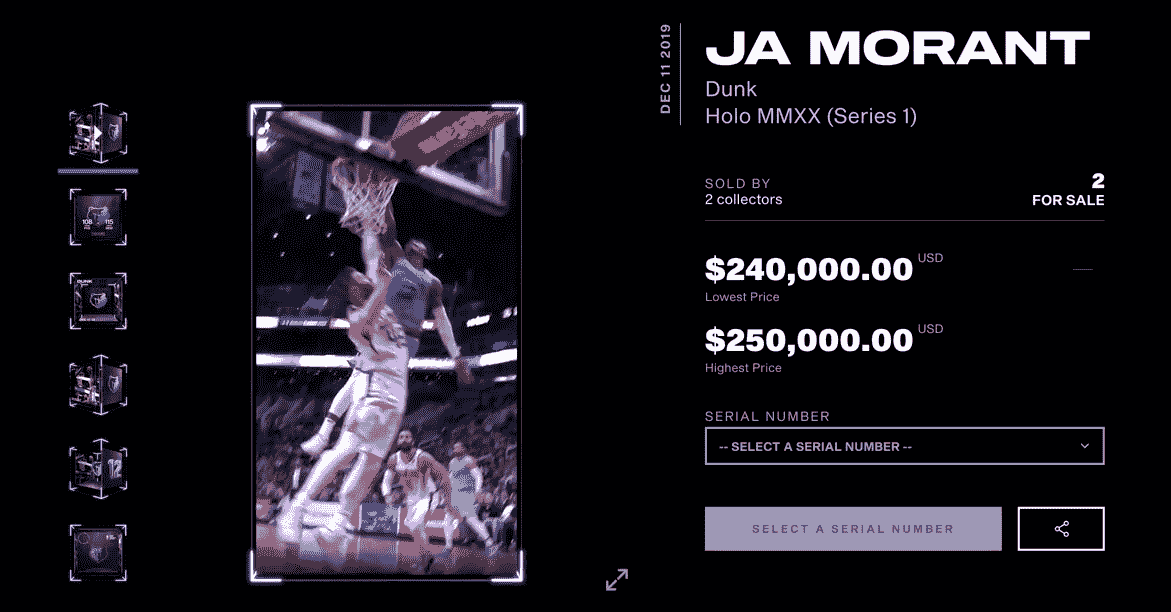 DEC 11 2019
JA MORANT
Dunk
Holo MMXX (Series 1)
SOLD BY
2 collectors
2
FOR SALE
$240,000.00 USD
Lowest Price
$250,000.00 USD
Highest Price
SERIAL NUMBER
-- SELECT A SERIAL NUMBER --
SELECT A SERIAL NUMBER
108 115
DUNK
12